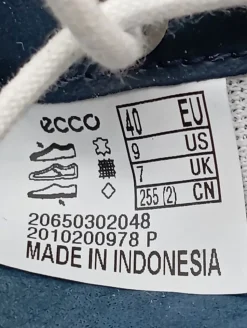 ecco
40 EU
9 US
7 UK
255 (2) CN
20650302048
2010200978 P
MADE IN INDONESIA